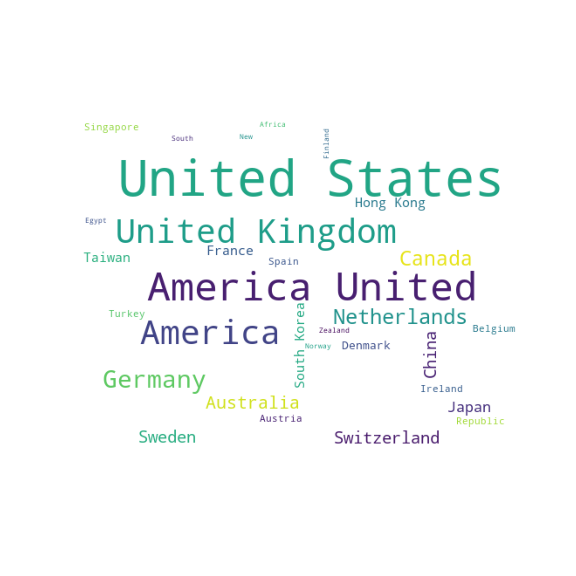 Singapore
Africa
South
New
Finland
United States
Hong Kong
Egypt
United Kingdom
France
Taiwan
Spain
Canada
America United
Turkey
Netherlands
America
South Korea
Zealand
Belgium
Norway
Denmark
China
Germany
Ireland
Australia
Japan
Austria
Republic
Sweden
Switzerland